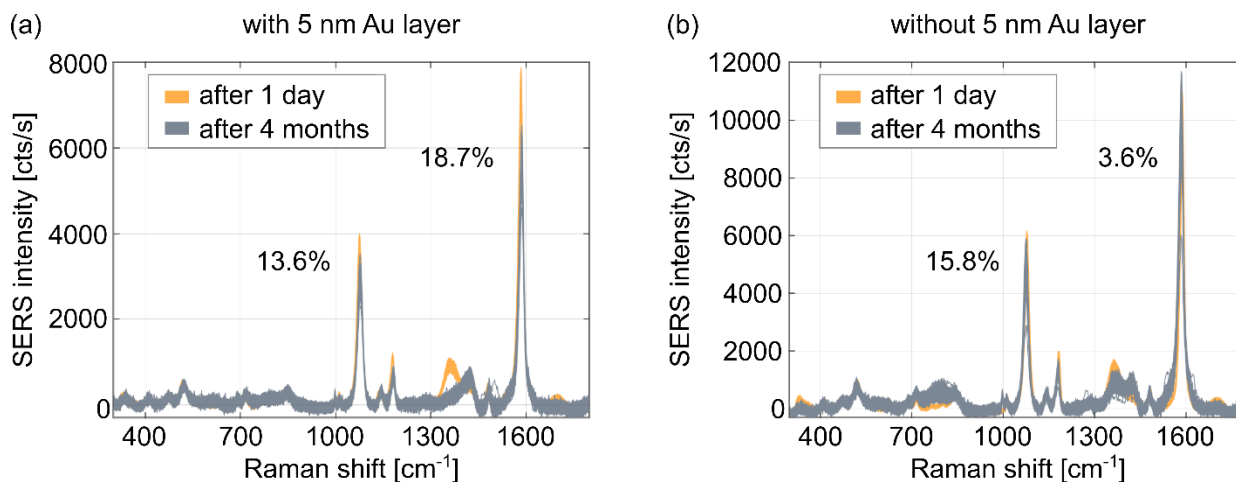 (a) with 5 nm Au layer
8000
6000
4000
2000
0
SERS intensity [cts/s]
after 1 day
after 4 months
18.7%
13.6%
400 700 1000 1300 1600
Raman shift [cm⁻¹]
(b) without 5 nm Au layer
12000
10000
8000
6000
4000
2000
0
SERS intensity [cts/s]
after 1 day
after 4 months
3.6%
15.8%
400 700 1000 1300 1600
Raman shift [cm⁻¹]